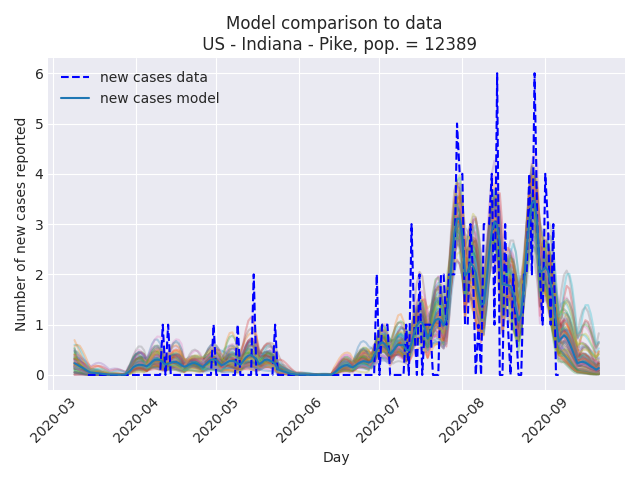 Model comparison to data
US - Indiana - Pike, pop. = 12389
new cases data
new cases model
Number of new cases reported
6
5
4
3
2
1
0
2020-03
2020-04
2020-05
2020-06
2020-07
2020-08
2020-09
Day